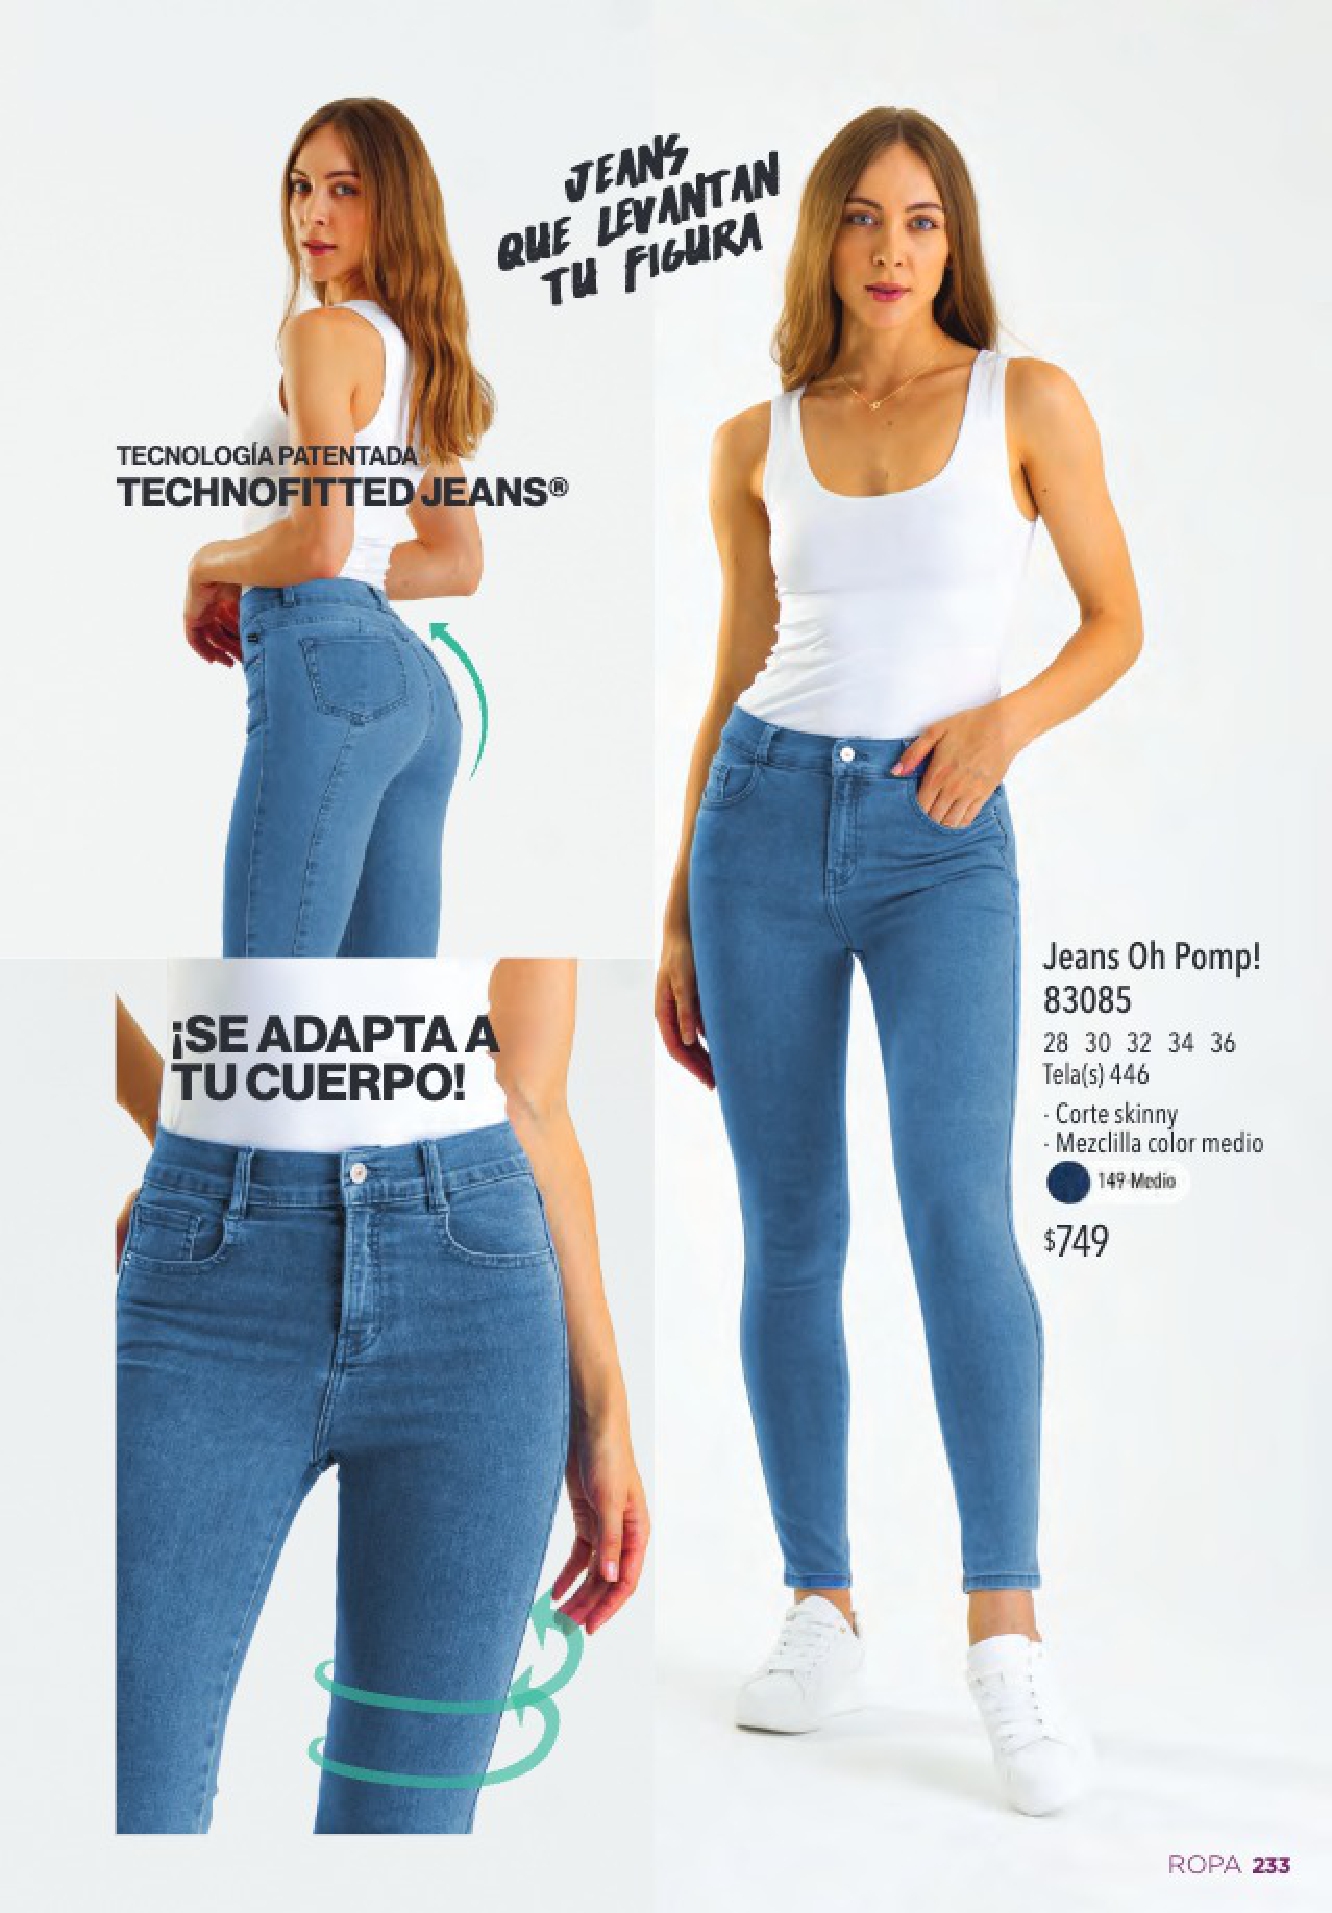 JEANS
QUE LEVANTAN
TU FIGURA
TECNOLOGÍA PATENTADA
TECHNOFITTED JEANS®
¡SE ADAPTA A
TU CUERPO!
Jeans Oh Pomp!
83085
28 30 32 34 36
Tela(s) 446
- Corte skinny
- Mezclilla color medio
149-Medio
$749
ROPA 233